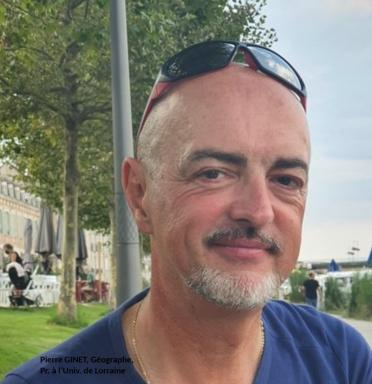 Pierre GINET, Géographe,
Pr. à l'Univ. de Lorraine